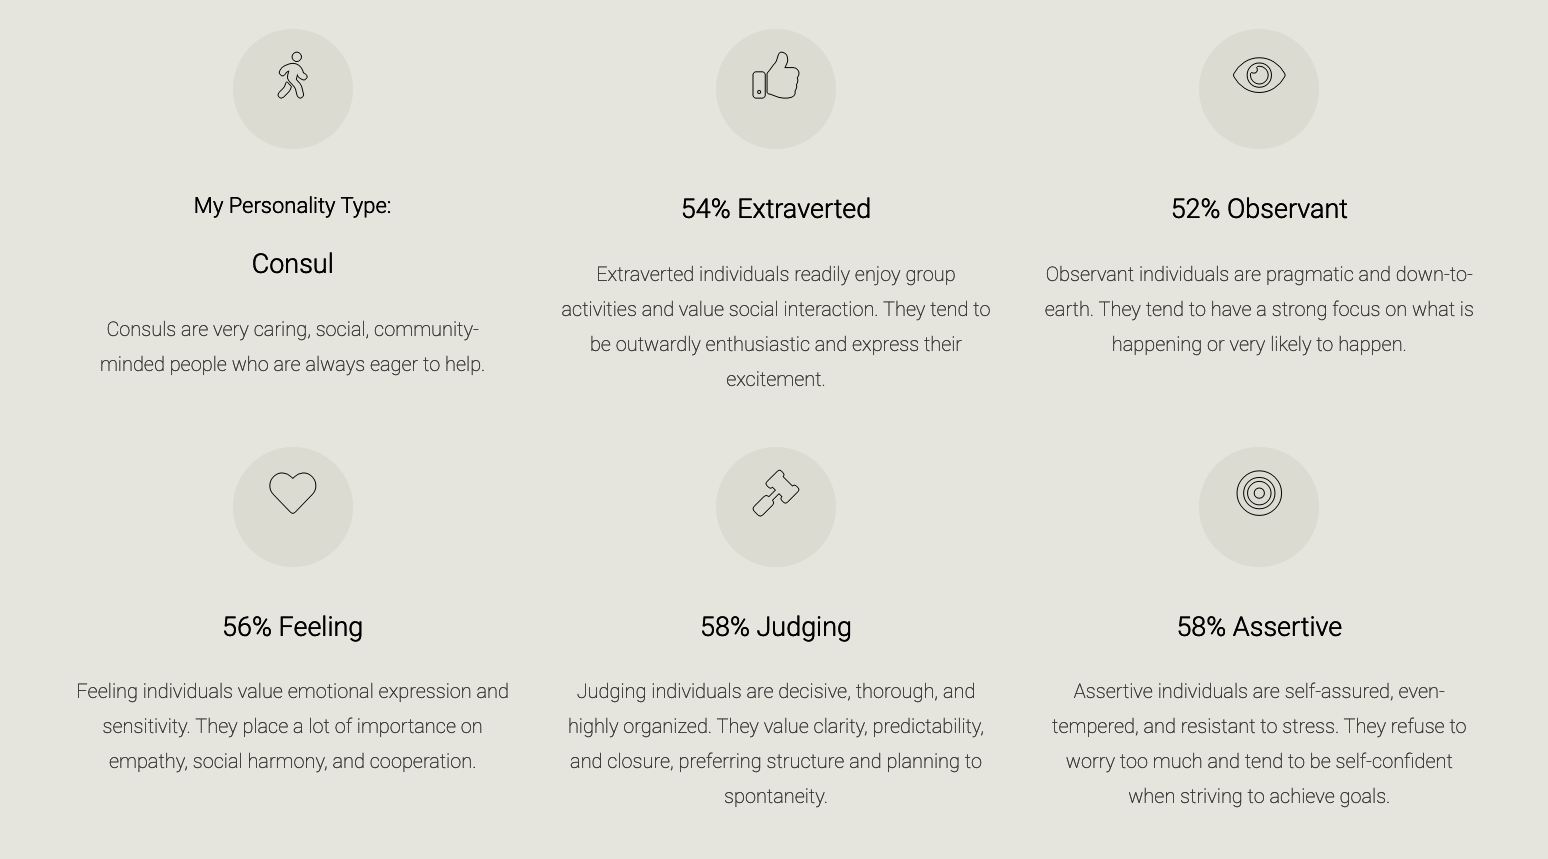 My Personality Type:
Consul
Consuls are very caring, social, community-
minded people who are always eager to help.
54% Extraverted
Extraverted individuals readily enjoy group
activities and value social interaction. They tend to
be outwardly enthusiastic and express their
excitement.
52% Observant
Observant individuals are pragmatic and down-to-
earth. They tend to have a strong focus on what is
happening or very likely to happen.
56% Feeling
Feeling individuals value emotional expression and
sensitivity. They place a lot of importance on
empathy, social harmony, and cooperation.
58% Judging
Judging individuals are decisive, thorough, and
highly organized. They value clarity, predictability,
and closure, preferring structure and planning to
spontaneity.
58% Assertive
Assertive individuals are self-assured, even-
tempered, and resistant to stress. They refuse to
worry too much and tend to be self-confident
when striving to achieve goals.